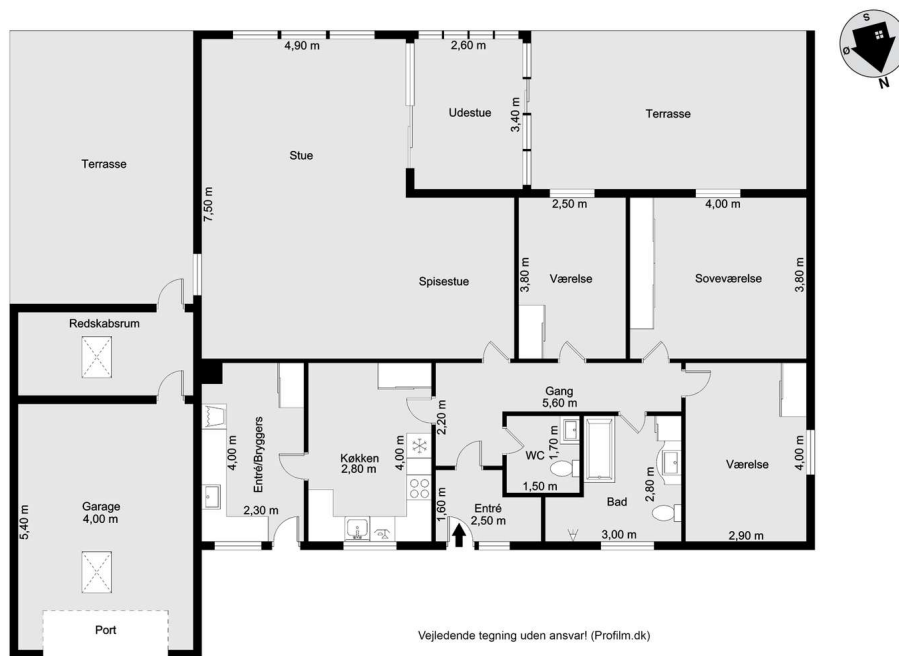 S
Ø
N
4,90 m
2,60 m
Terrasse
Stue
Udestue
3,40 m
Terrasse
7,50 m
2,50 m
4,00 m
Spisestue
3,80 m
Værelse
Soveværelse
3,80 m
Redskabsrum
Gang
5,60 m
Entré/Bryggers
4,00 m
2,30 m
Køkken
2,80 m
4,00 m
2,20 m
WC
1,70 m
1,50 m
Bad
2,80 m
3,00 m
Værelse
4,00 m
2,90 m
Entré
2,50 m
1,60 m
Garage
4,00 m
5,40 m
Port
Vejledende tegning uden ansvar! (Profilm.dk)